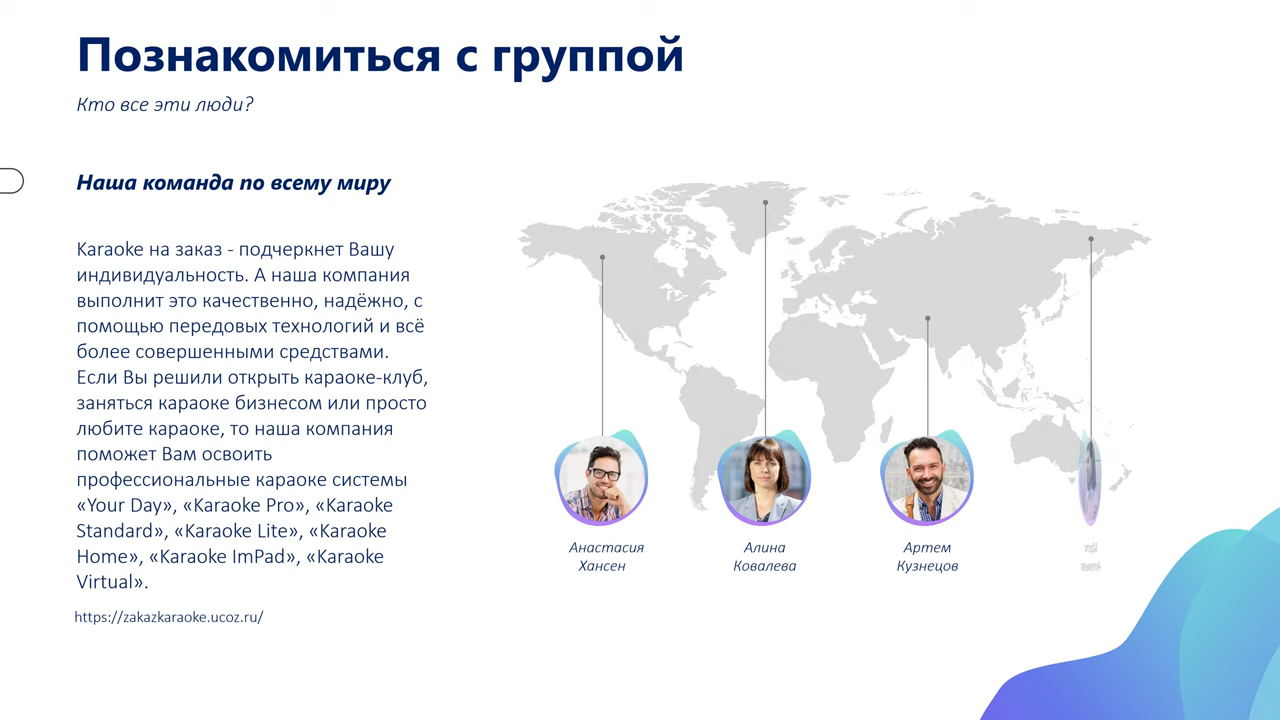 Познакомиться с группой
Кто все эти люди?
Наша команда по всему миру
Karaoke на заказ - подчеркнет Вашу
индивидуальность. А наша компания
выполнит это качественно, надёжно, с
помощью передовых технологий и всё
более совершенными средствами.
Если Вы решили открыть караоке-клуб,
заняться караоке бизнесом или просто
любите караоке, то наша компания
поможет Вам освоить
профессиональные караоке системы
«Your Day», «Karaoke Pro», «Karaoke
Standard», «Karaoke Lite», «Karaoke
Home», «Karaoke ImPad», «Karaoke
Virtual».
https://zakazkaraoke.ucoz.ru/
Анастасия
Хансен
Алина
Ковалева
Артем
Кузнецов